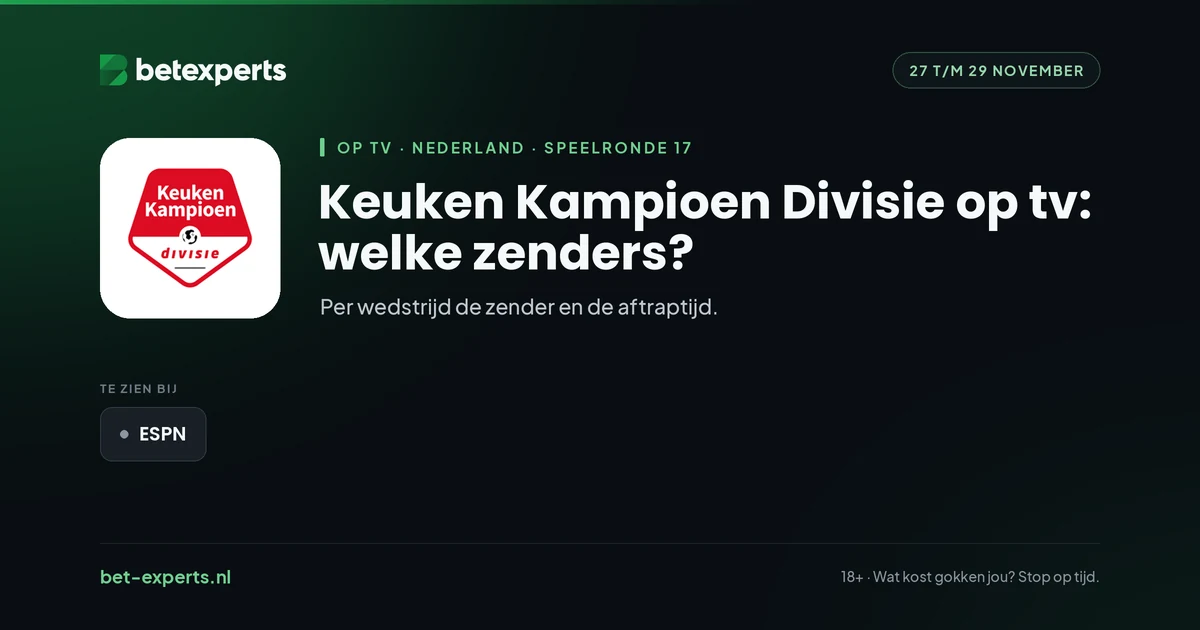 betexperts
27 T/M 29 NOVEMBER
OP TV · NEDERLAND · SPEELRONDE 17
Keuken Kampioen Divisie op tv:
welke zenders?
Per wedstrijd de zender en de aftraptijd.
Keuken
Kampioen
divisie
TE ZIEN BIJ
ESPN
bet-experts.nl
18+ · Wat kost gokken jou? Stop op tijd.